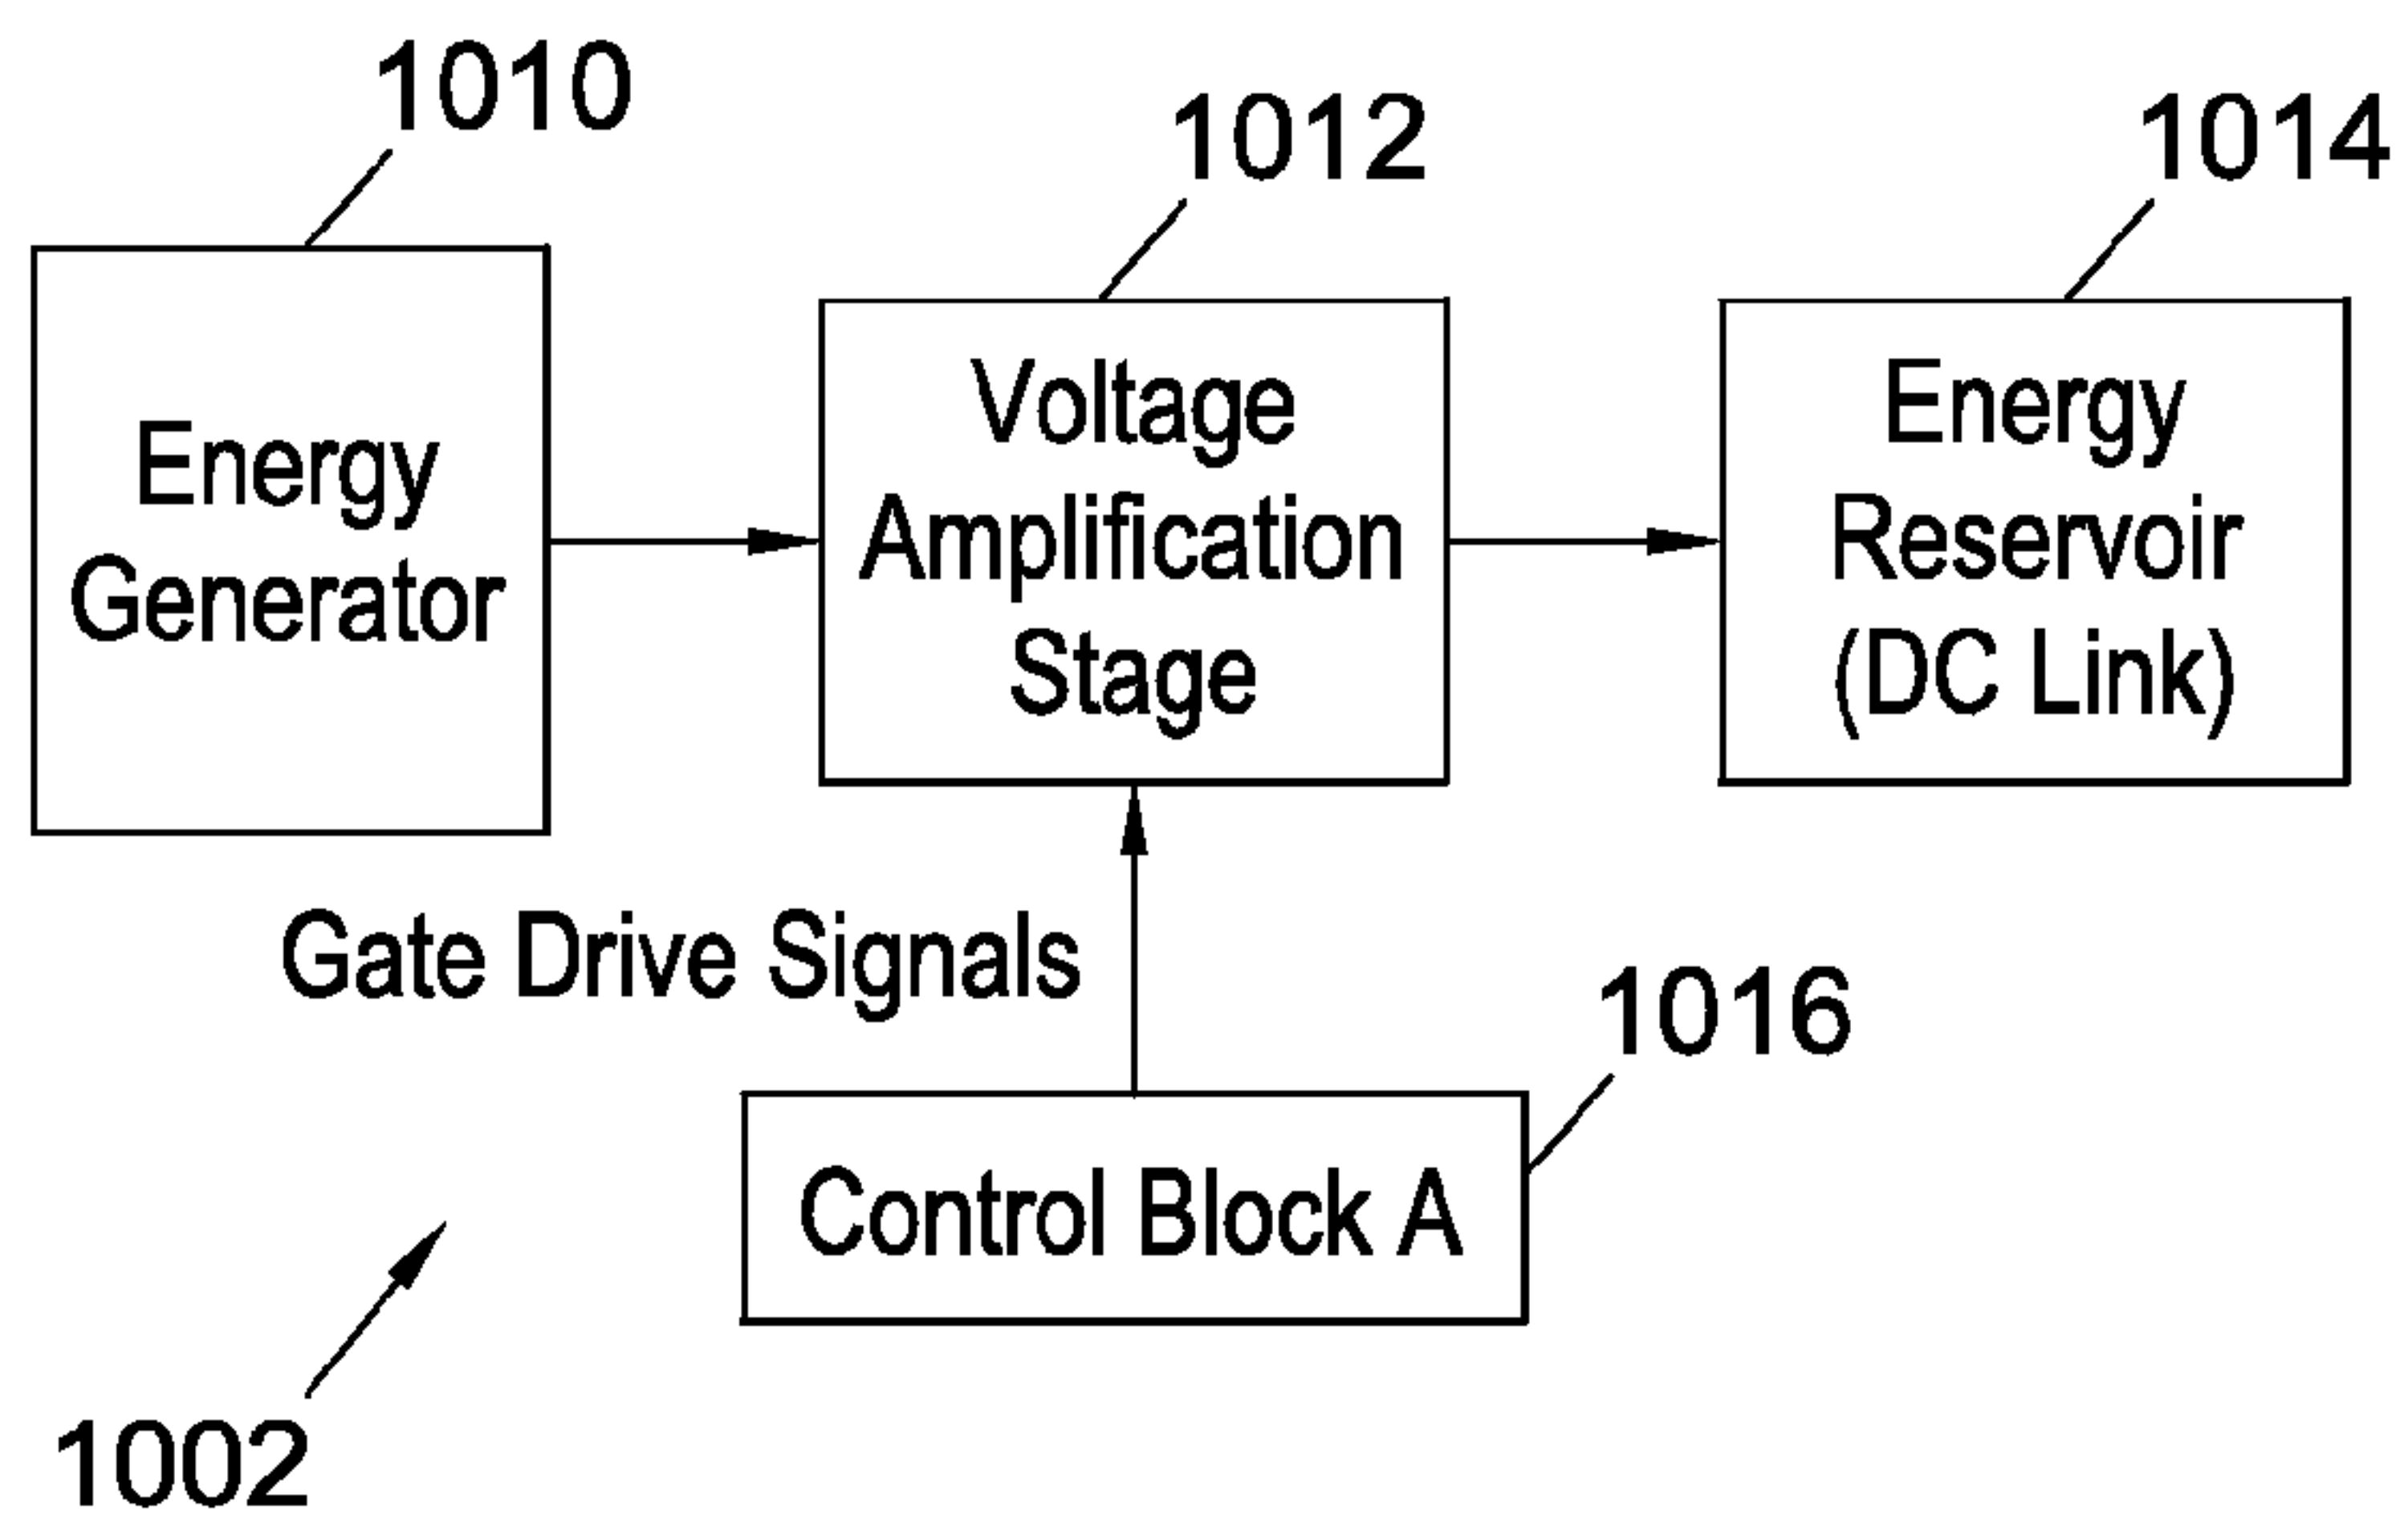 1010
1012
1014
Energy
Generator
Voltage
Amplification
Stage
Energy
Reservoir
(DC Link)
Gate Drive Signals
1016
Control Block A
1002